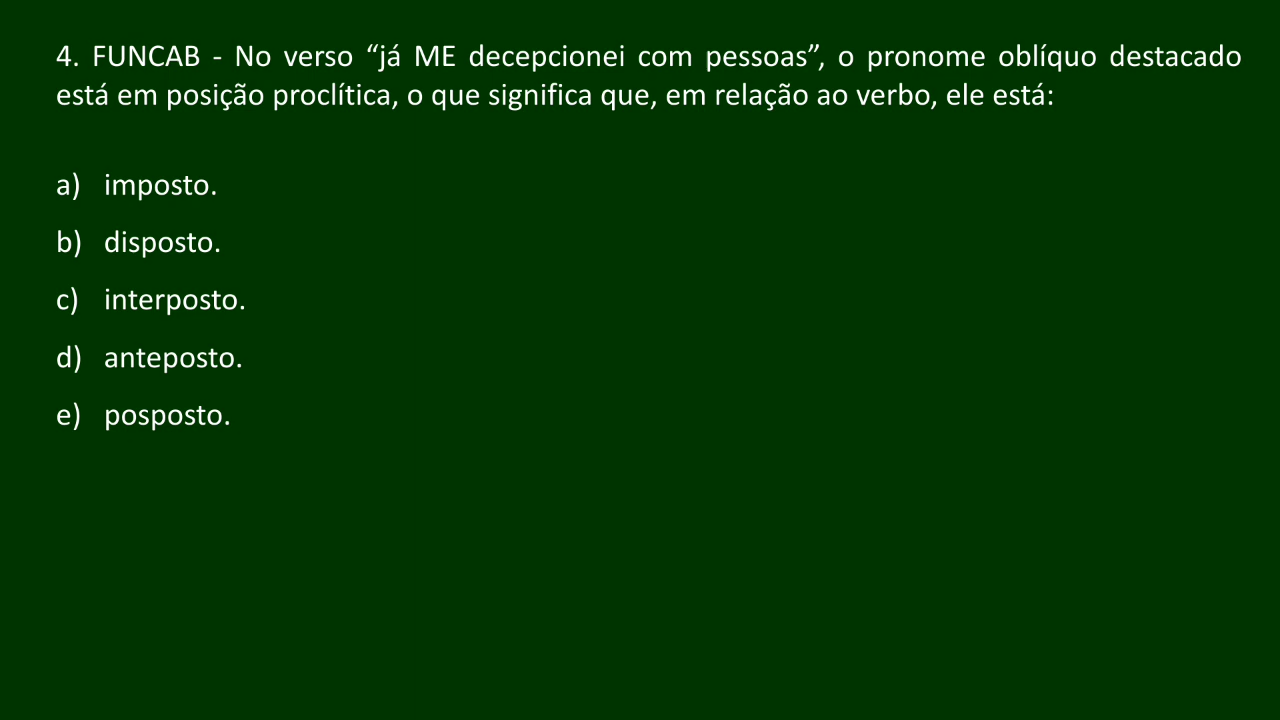 4. FUNCAB - No verso “já ME decepcionei com pessoas”, o pronome oblíquo destacado
está em posição proclítica, o que significa que, em relação ao verbo, ele está:
a) imposto.
b) disposto.
c) interposto.
d) anteposto.
e) posposto.